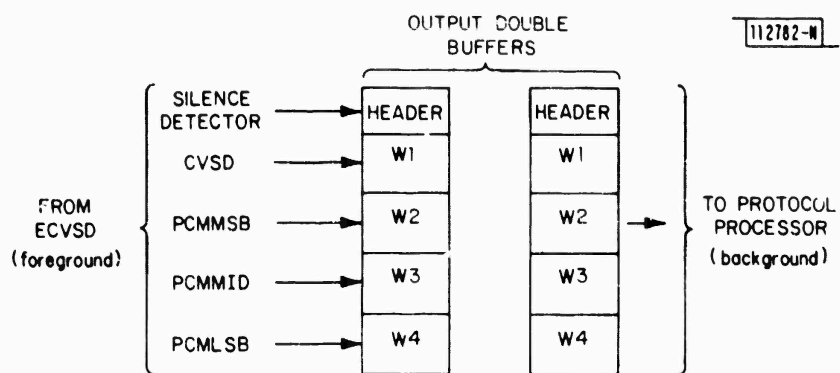 OUTPUT DOUBLE
BUFFERS
112782-N
SILENCE
DETECTOR
HEADER
HEADER
CVSD
W1
W1
FROM
ECVSD
(foreground)
PCMMSB
W2
W2
TO PROTOCOL
PROCESSOR
(background)
PCMMID
W3
W3
PCMLSB
W4
W4